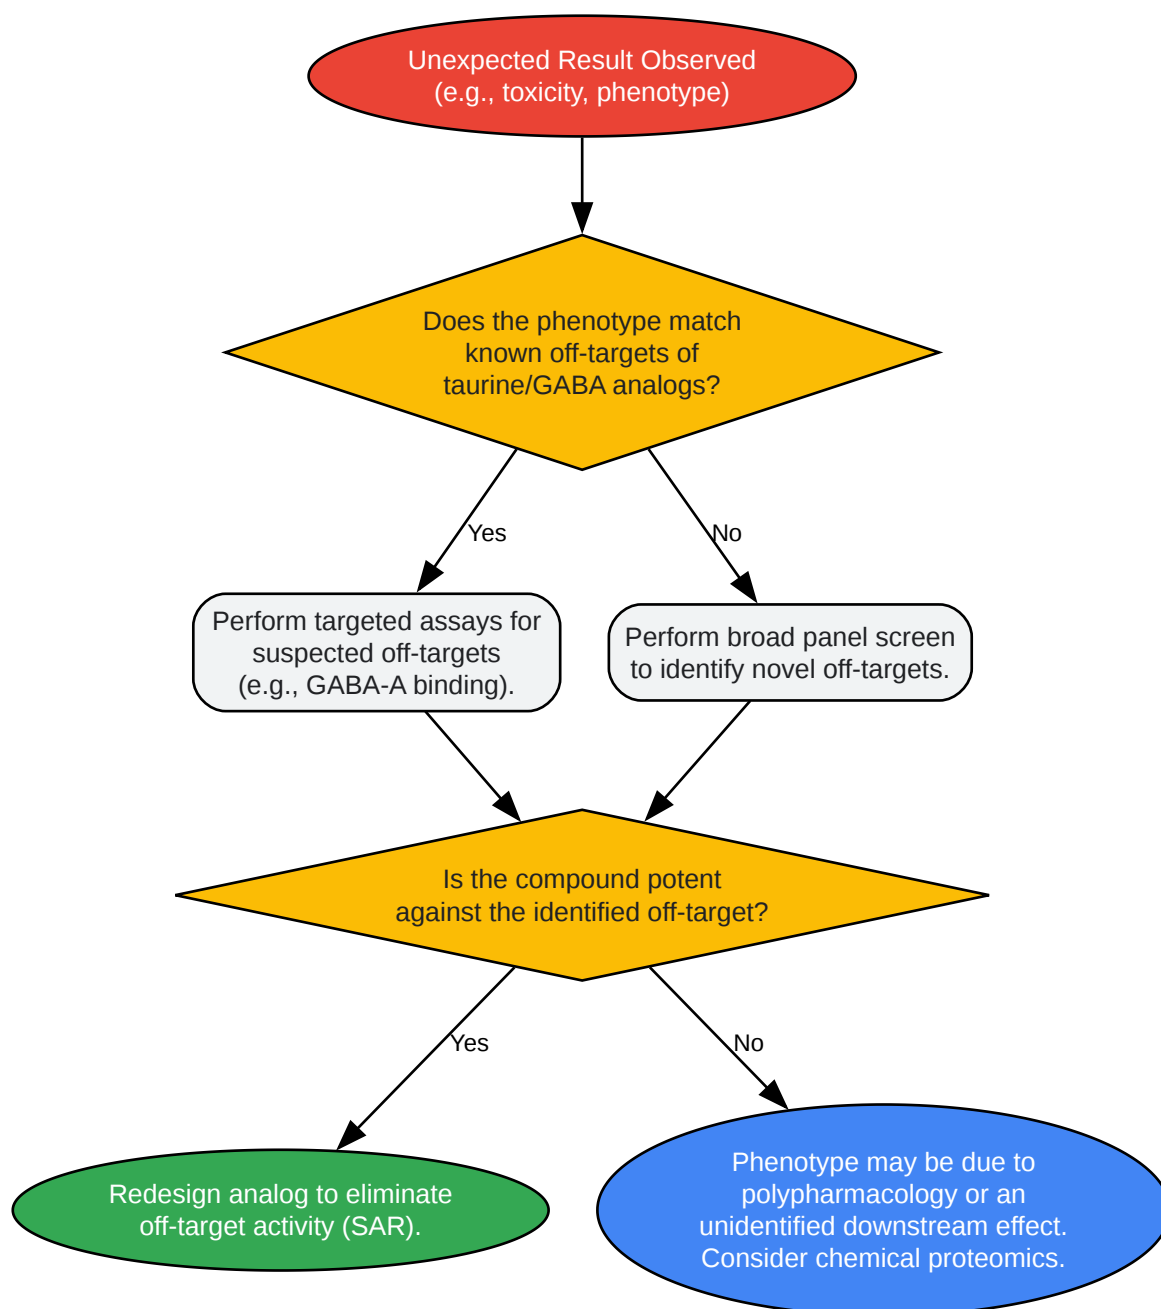 Unexpected Result Observed
(e.g., toxicity, phenotype)
Does the phenotype match
known off-targets of
taurine/GABA analogs?
Yes
No
Perform targeted assays for
suspected off-targets
(e.g., GABA-A binding).
Perform broad panel screen
to identify novel off-targets.
Is the compound potent
against the identified off-target?
Yes
No
Redesign analog to eliminate
off-target activity (SAR).
Phenotype may be due to
polypharmacology or an
unidentified downstream effect.
Consider chemical proteomics.